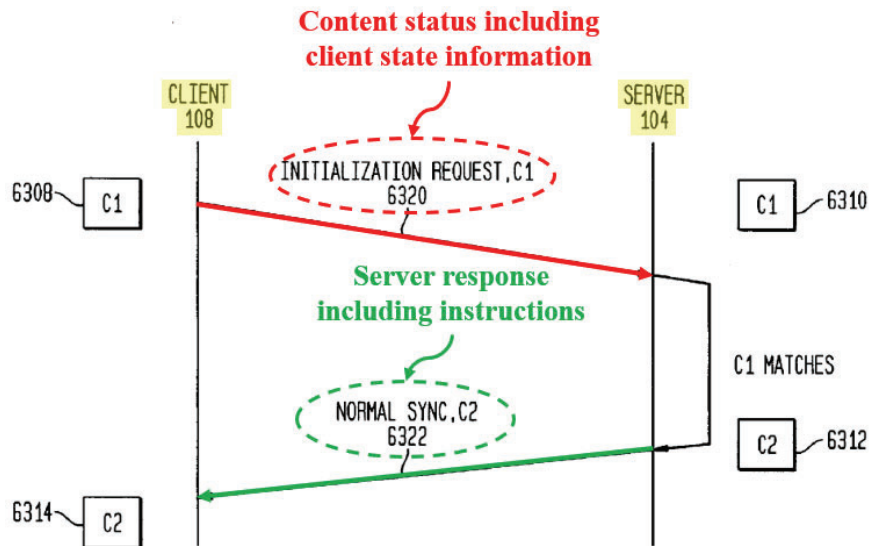 Content status including
client state information
CLIENT
108
SERVER
104
INITIALIZATION REQUEST,C1
6320
6308
C1
C1
6310
Server response
including instructions
C1 MATCHES
NORMAL SYNC,C2
6322
C2
6312
6314
C2